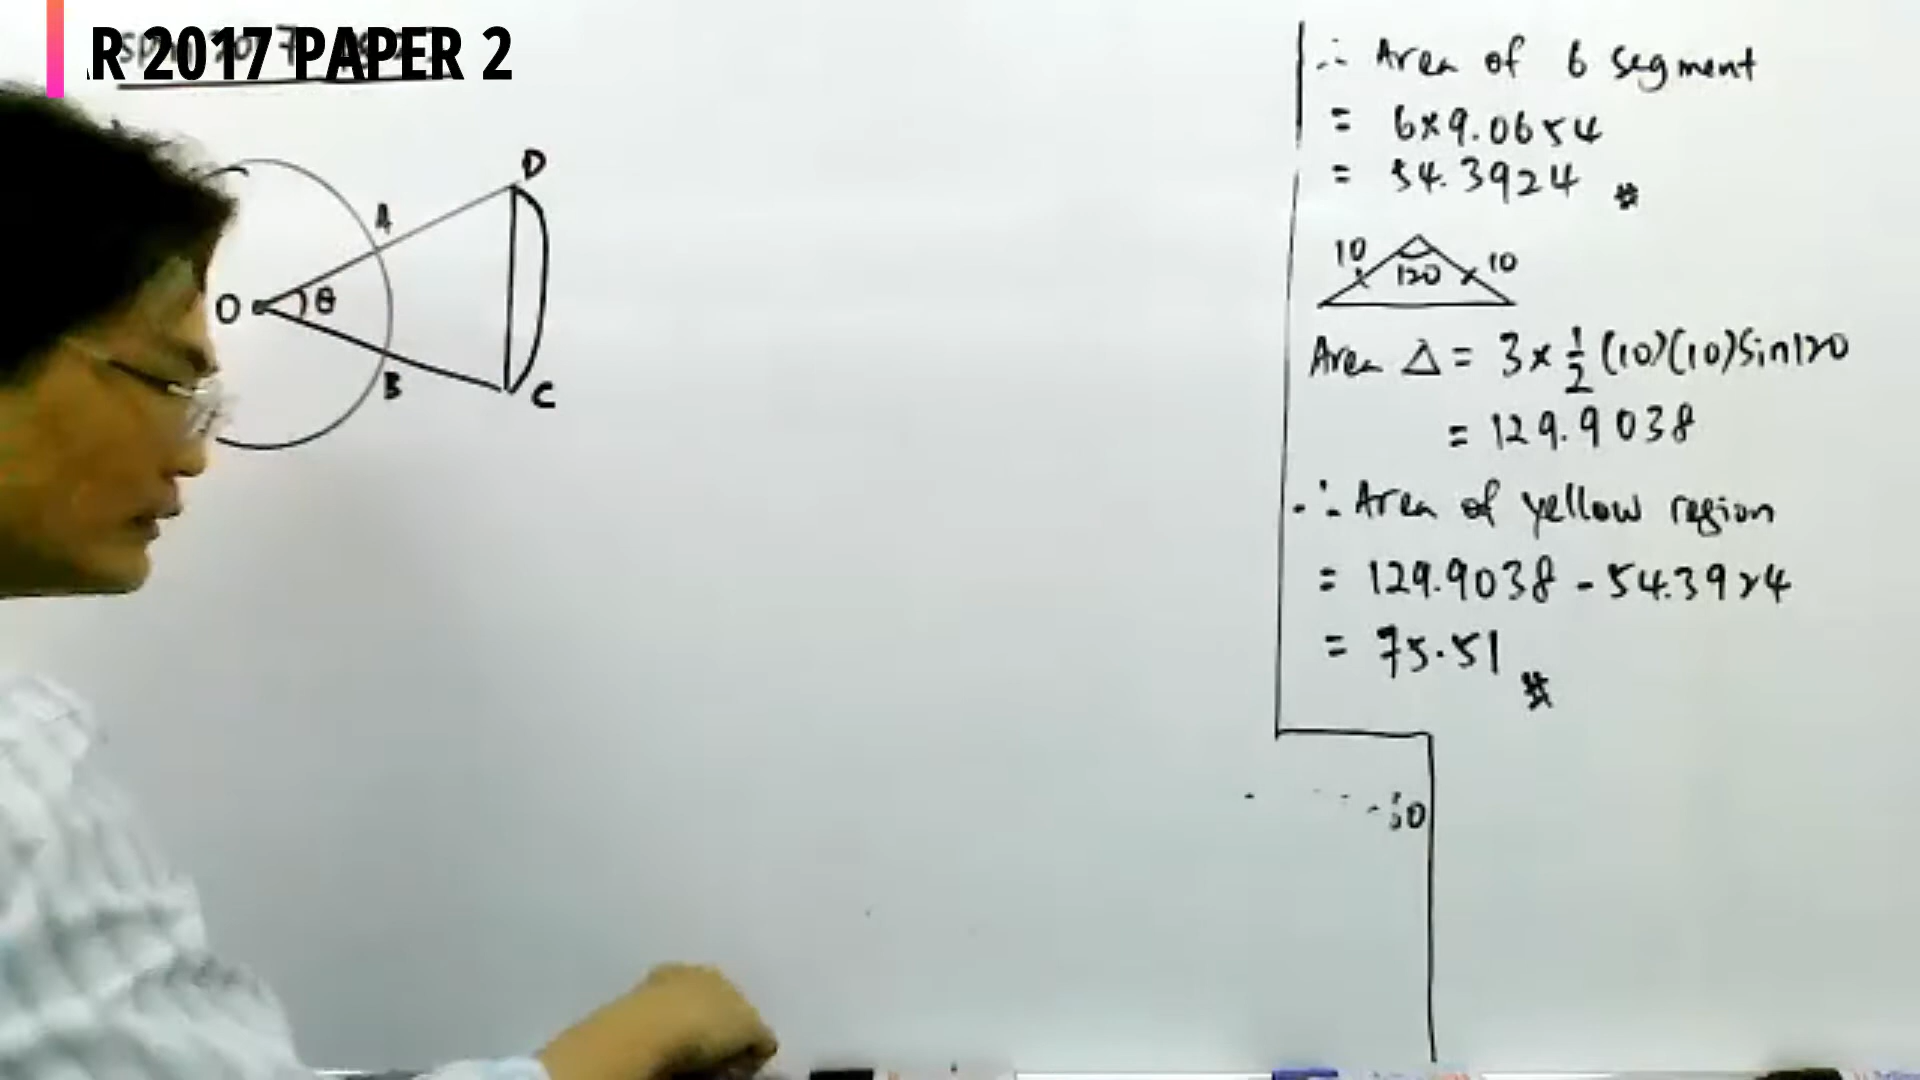 R 2017 PAPER 2
D
A
O θ
B
C
∴ Area of 6 segment
= 6×9.0654
= 54.3924 #
10 120 10
Area △ = 3 × 1/2 (10)(10) sin120
= 129.9038
∴ Area of yellow region
= 129.9038 - 54.3924
= 75.51 #